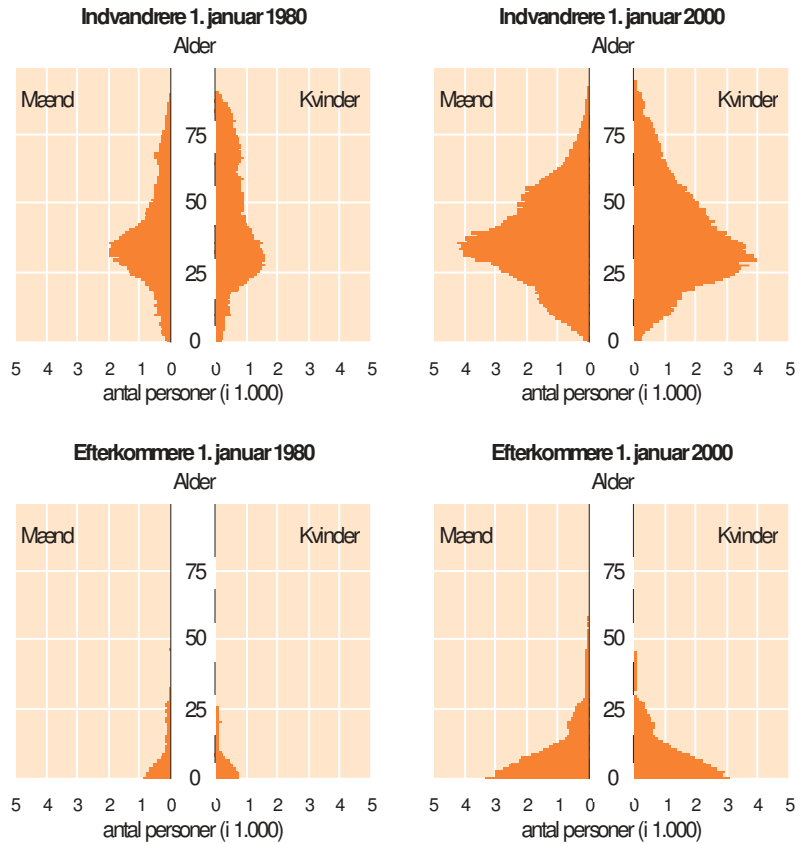 Indvandrere 1. januar 1980
Alder
Mænd
Kvinder
75
50
25
0
5 4 3 2 1 0 0 1 2 3 4 5
antal personer (i 1.000)
Indvandrere 1. januar 2000
Alder
Mænd
Kvinder
75
50
25
0
5 4 3 2 1 0 0 1 2 3 4 5
antal personer (i 1.000)
Efterkommere 1. januar 1980
Alder
Mænd
Kvinder
75
50
25
0
5 4 3 2 1 0 0 1 2 3 4 5
antal personer (i 1.000)
Efterkommere 1. januar 2000
Alder
Mænd
Kvinder
75
50
25
0
5 4 3 2 1 0 0 1 2 3 4 5
antal personer (i 1.000)